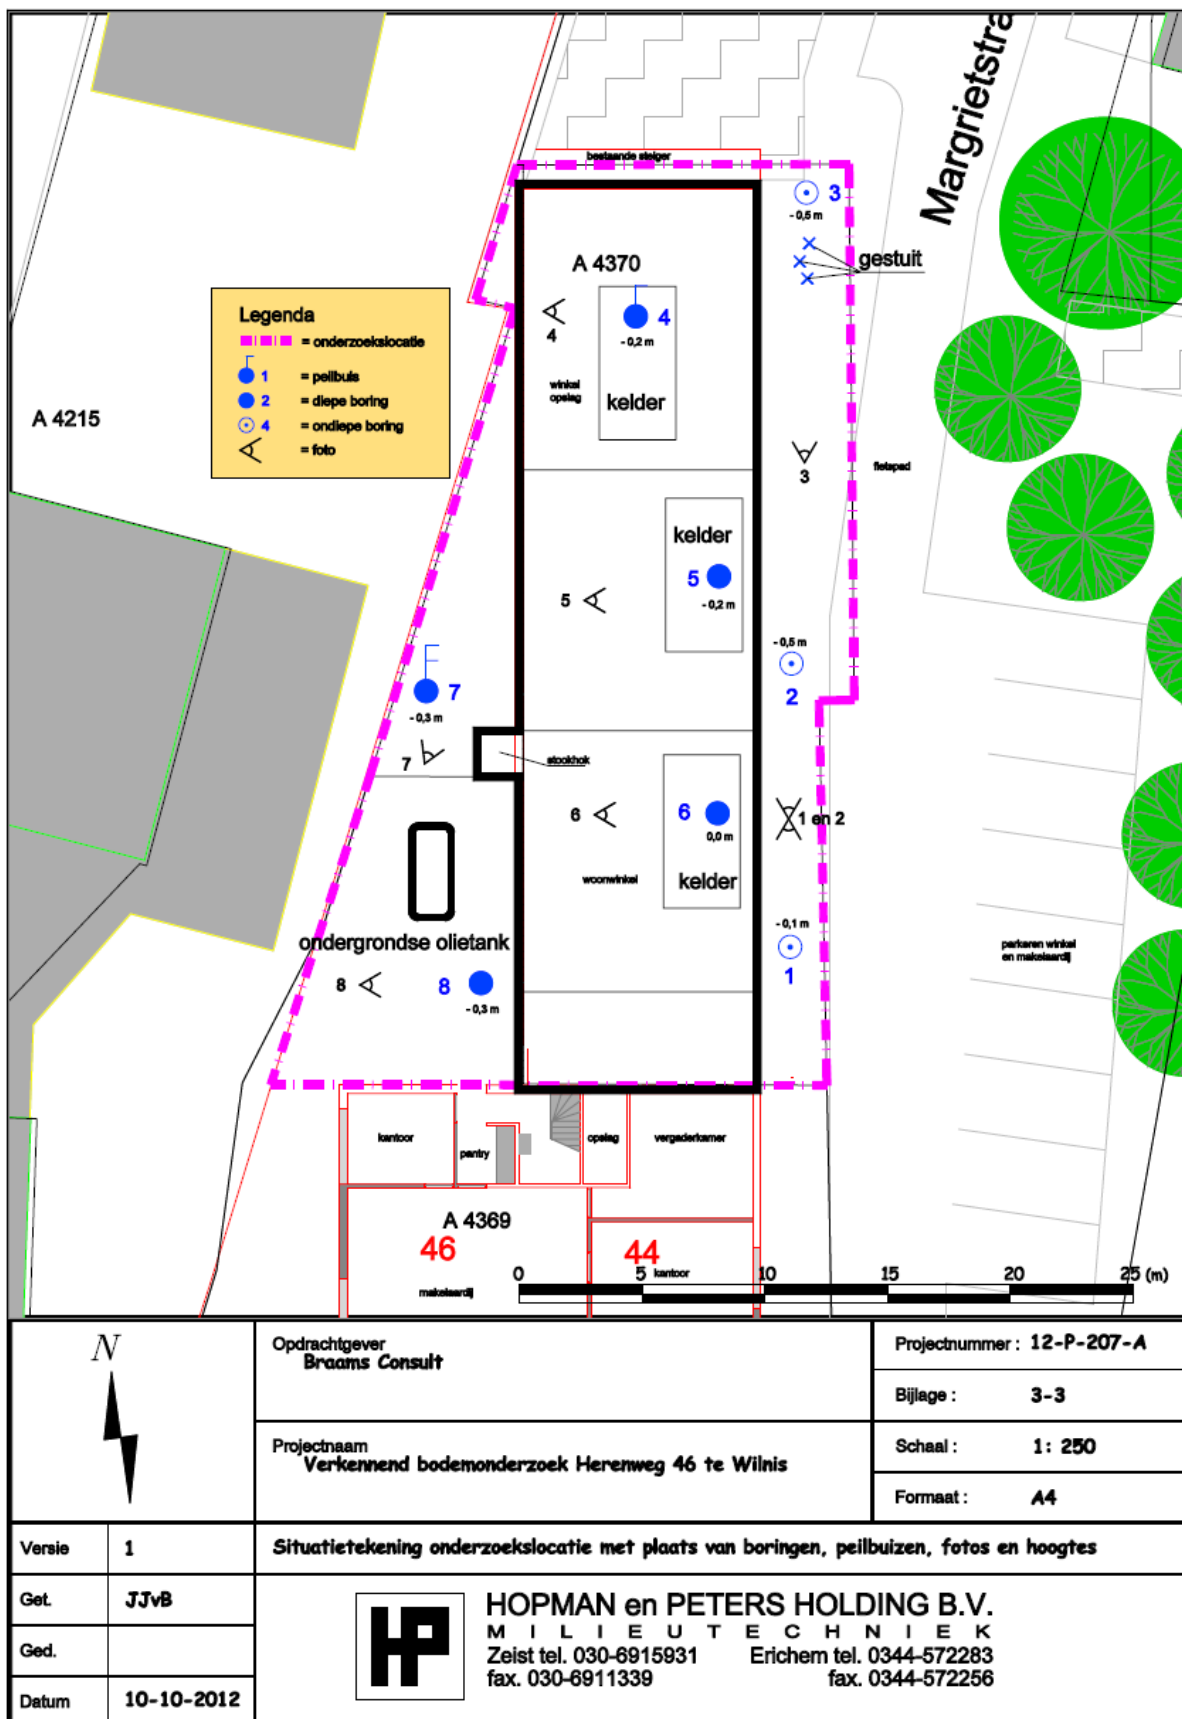 Margrietstra
bestaande steiger
3
- 0,5 m
gestuit
A 4370
4
4
- 0,2 m
winkel
opslag
kelder
Legenda
= onderzoekslocatie
1 = peilbuis
2 = diepe boring
4 = ondiepe boring
= foto
A 4215
3
fietspad
kelder
5
5
- 0,2 m
- 0,5 m
2
7
- 0,3 m
7
stookhok
6
6
0,0 m
1 en 2
woonwinkel
kelder
- 0,1 m
1
ondergrondse olietank
parkeren winkel
en makelaardij
8
8
- 0,3 m
kantoor
pantry
opslag
vergaderkamer
A 4369
46
44
kantoor
makelaardij
0 5 10 15 20 25 (m)
N
Opdrachtgever
Braams Consult
Projectnummer : 12-P-207-A
Bijlage : 3-3
Projectnaam
Verkennend bodemonderzoek Herenweg 46 te Wilnis
Schaal : 1: 250
Formaat : A4
Versie 1
Situatietekening onderzoekslocatie met plaats van boringen, peilbuizen, fotos en hoogtes
Get. JJvB
Ged.
Datum 10-10-2012
HP
HOPMAN en PETERS HOLDING B.V.
MILIEUTECHNIEK
Zeist tel. 030-6915931 Erichem tel. 0344-572283
fax. 030-6911339 fax. 0344-572256